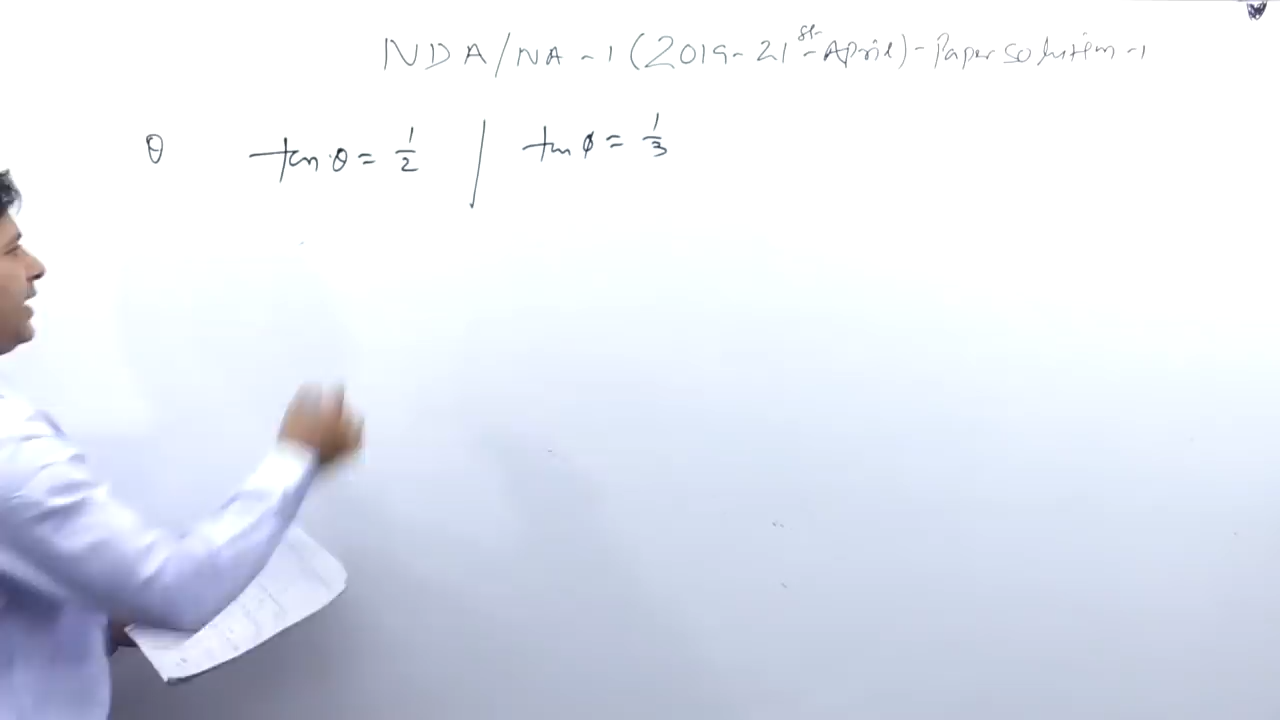 NDA/NA-1 (2019-21st-April)-Paper solution-1
θ tan θ = 1/2 | tan φ = 1/3